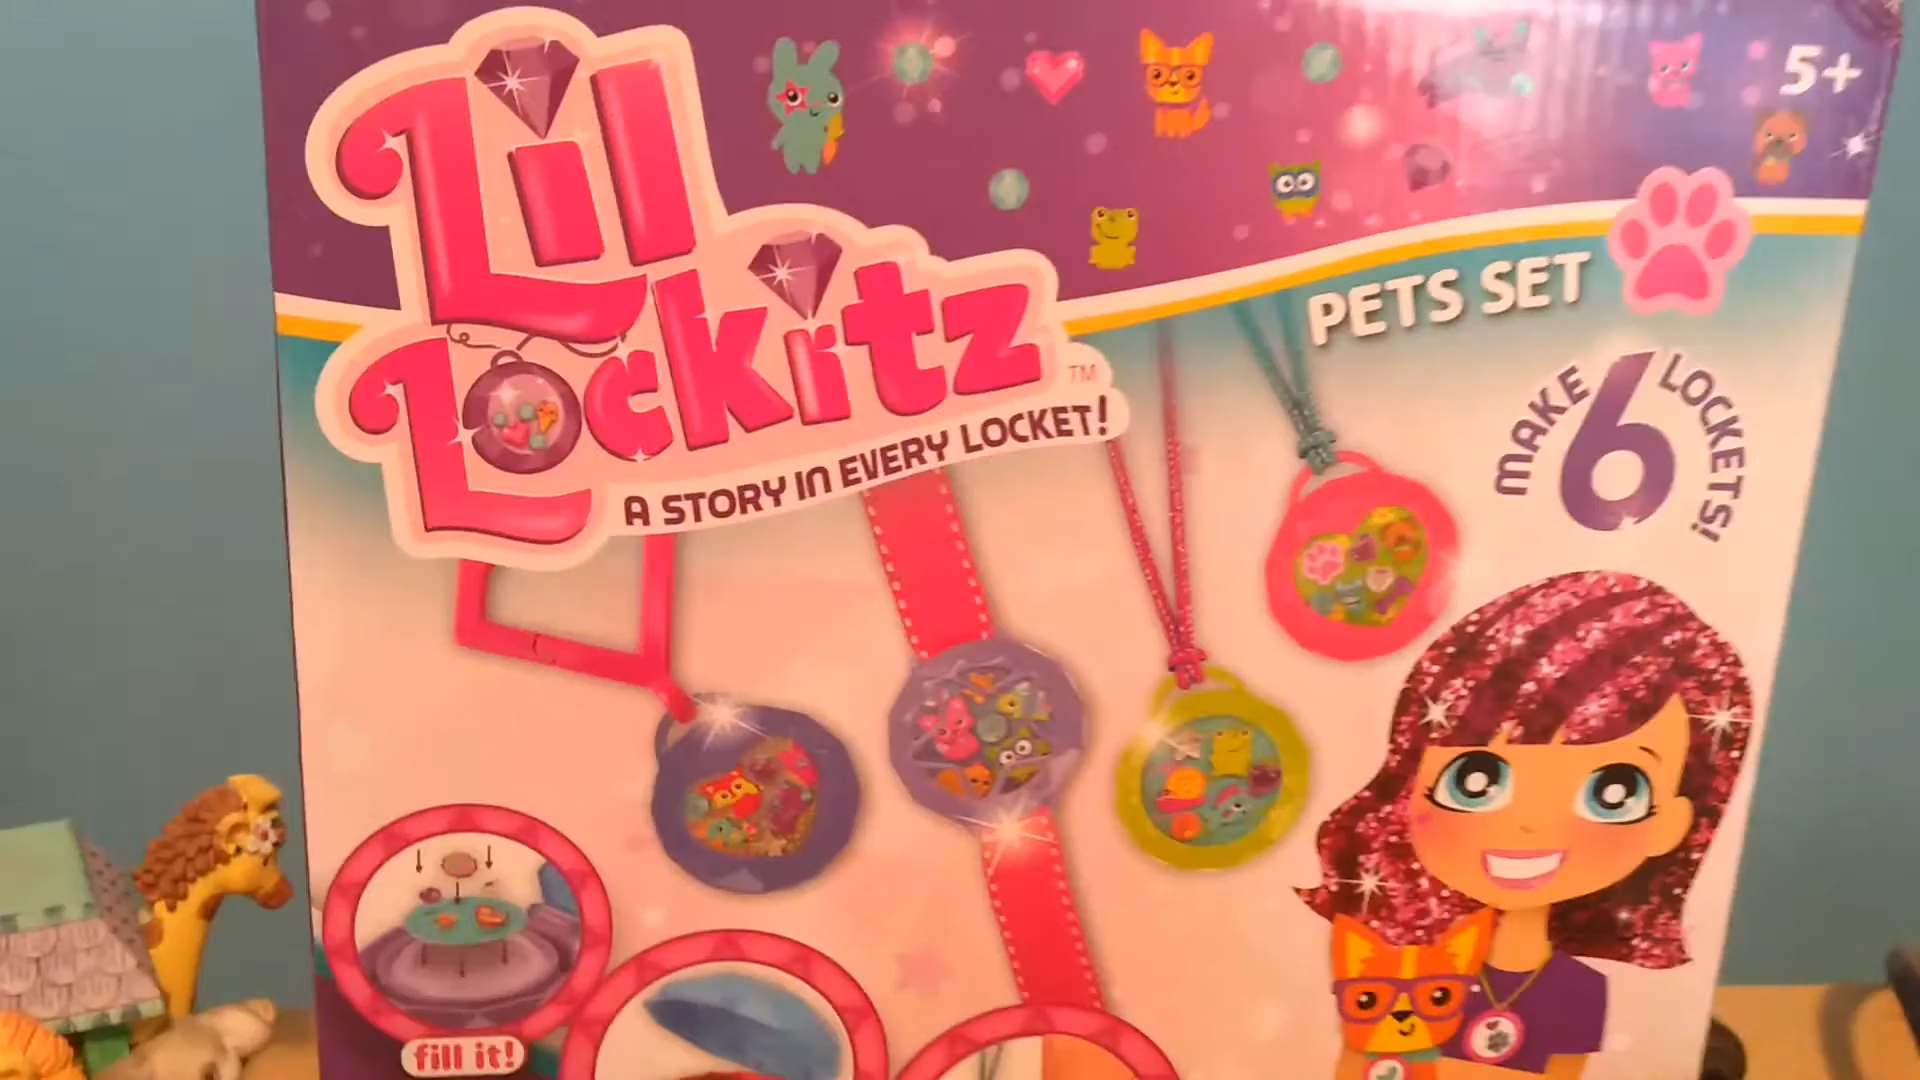 Lil
Lockitz
TM
A STORY IN EVERY LOCKET!
5+
PETS SET
MAKE
6
LOCKETS!
fill it!